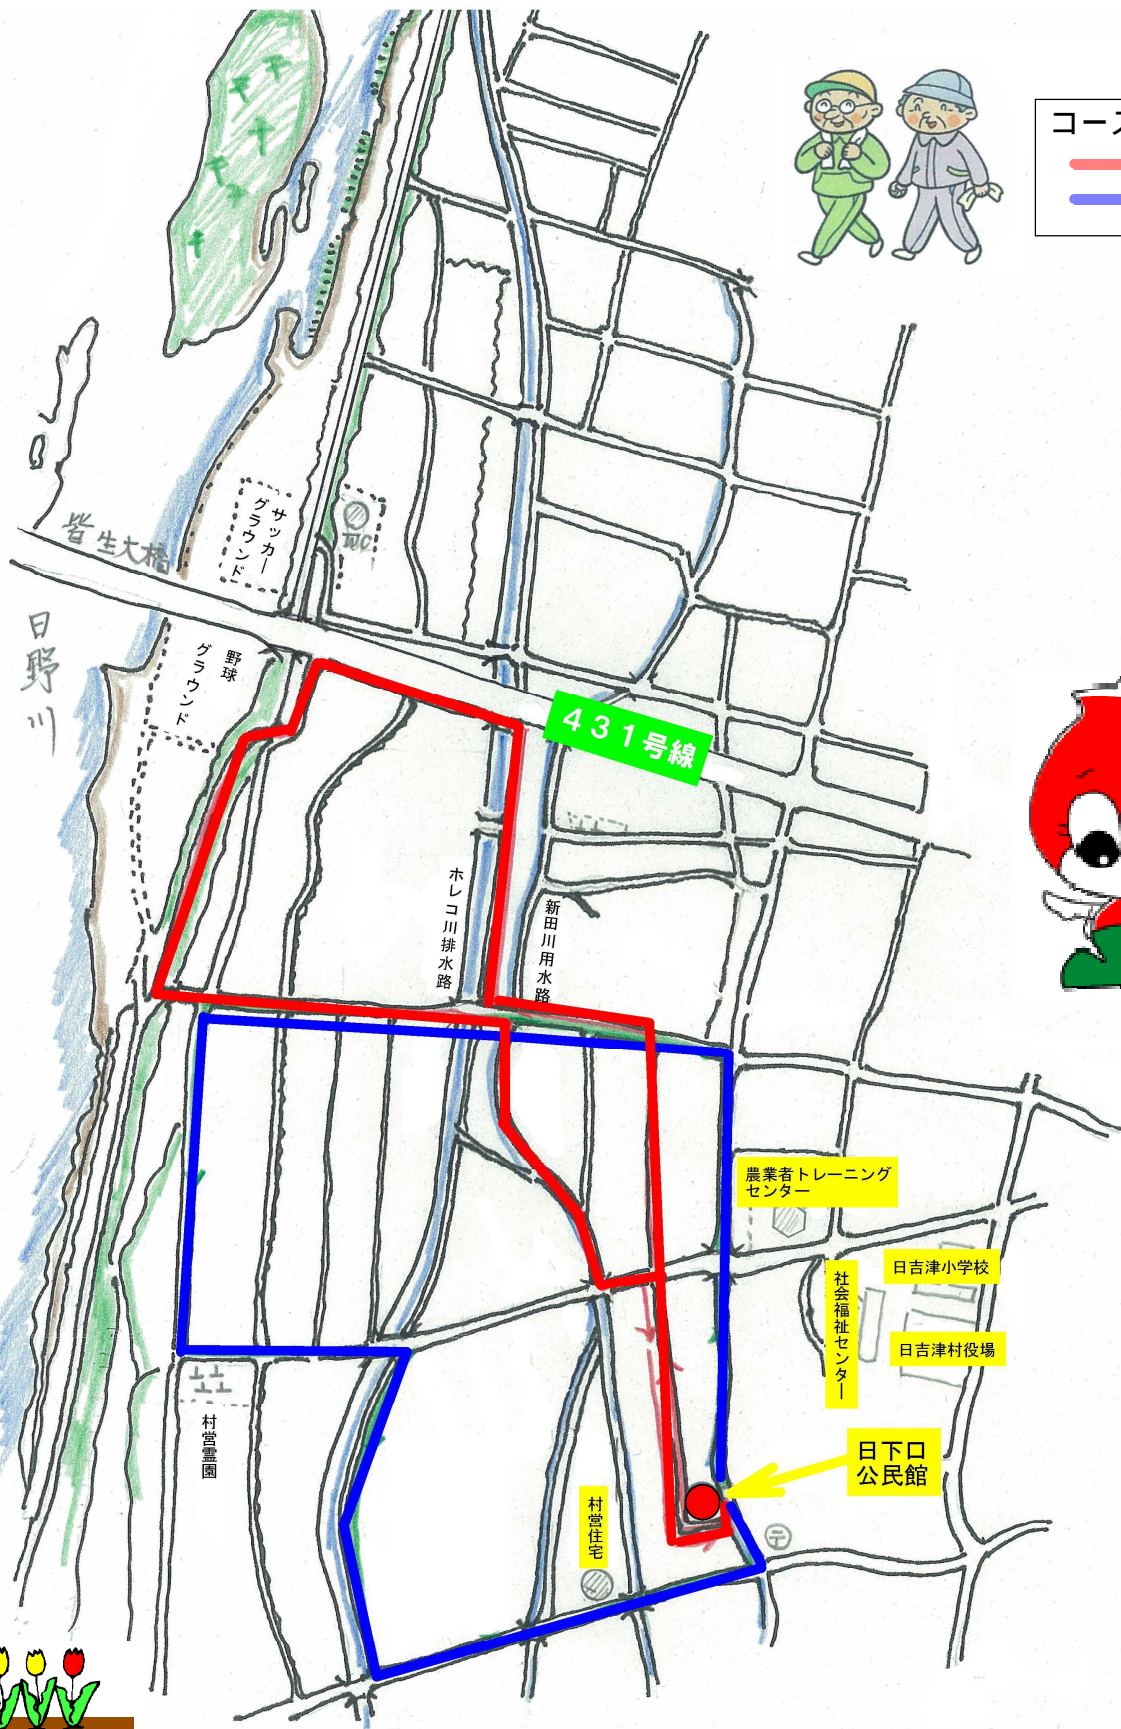 コース
サッカー
グラウンド
WC
皆生大橋
日野川
野球
グラウンド
431号線
ホレコ川排水路
新田川用水路
農業者トレーニング
センター
日吉津小学校
社会福祉センター
日吉津村役場
村営霊園
日下口
公民館
村営住宅
〒